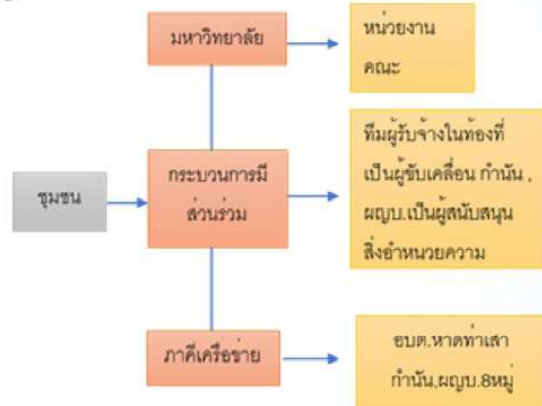 มหาวิทยาลัย
หน่วยงาน
คณะ
ชุมชน
กระบวนการมี
ส่วนร่วม
ทีมผู้รับจ้างในท้องที่
เป็นผู้ขับเคลื่อน กำนัน ,
ผญบ.เป็นผู้สนับสนุน
สิ่งอำหนวยความ
ภาคีเครือข่าย
อบต.หาดท่าเสา
กำนัน,ผญบ.8หมู่